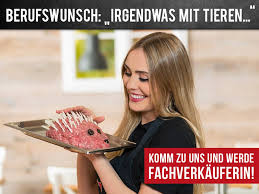 BERUFSWUNSCH: „IRGENDWAS MIT TIEREN...“
KOMM ZU UNS UND WERDE
FACHVERKÄUFERIN!